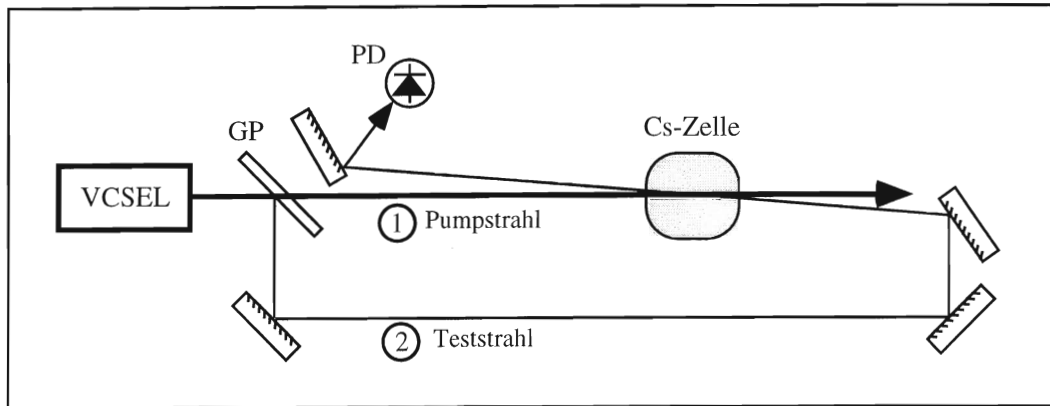 PD
GP
Cs-Zelle
VCSEL
1 Pumpstrahl
2 Teststrahl